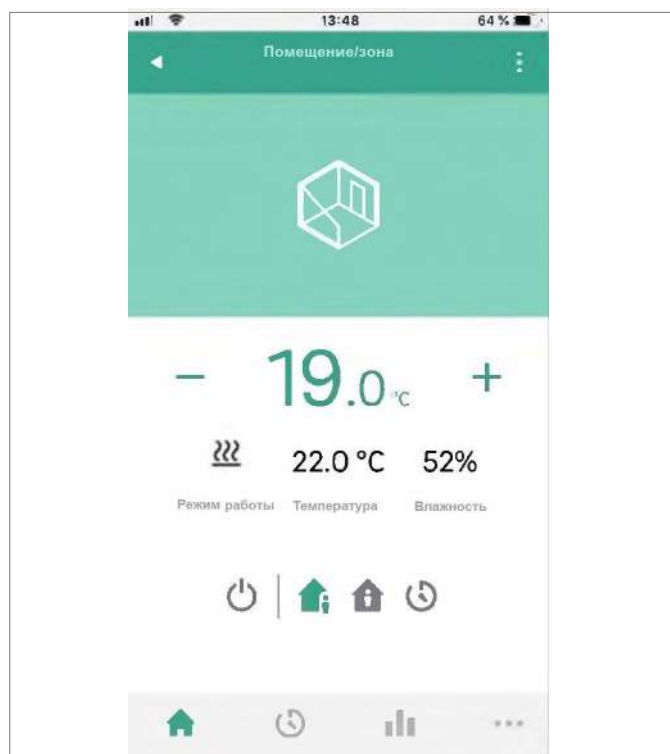 13:48
64 %
Помещение/зона
− 19.0 °C +
22.0 °C 52%
Режим работы Температура Влажность